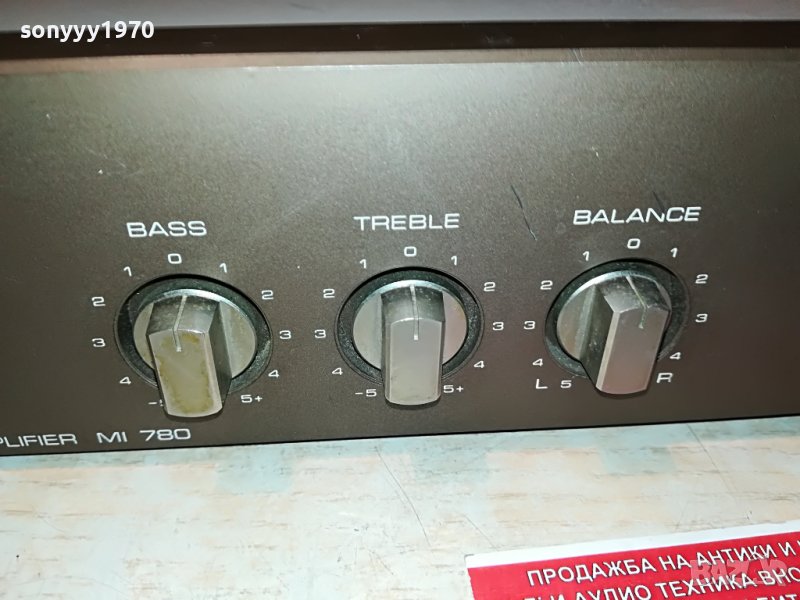 sonyyy1970
BASS
1 0 1
2 2
3 3
4 4
5+
TREBLE
1 0 1
2 2
3 3
4 4
-5 5+
BALANCE
1 0 1
2 2
3 3
4
L 5 R
MI 780
ПРОДАЖБА НА АНТИКИ И
АУДИО ТЕХНИКА